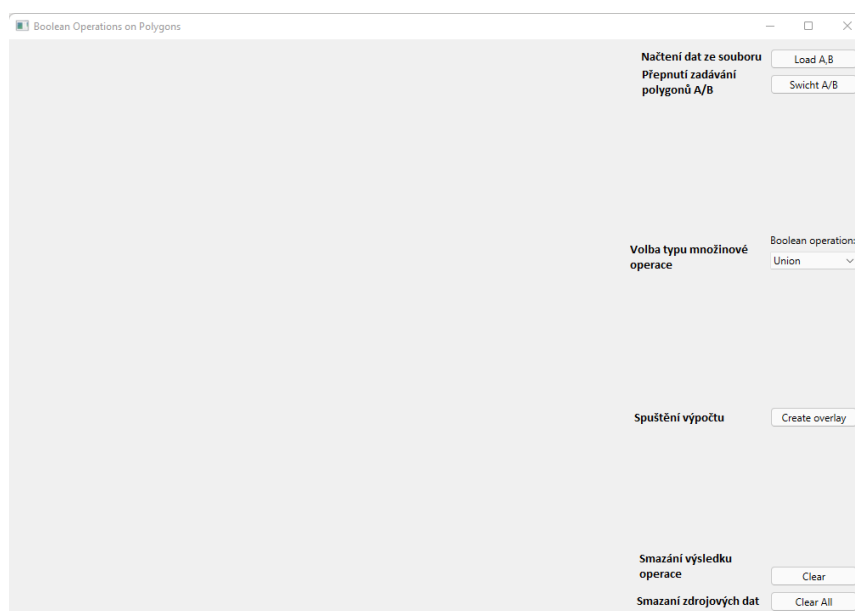 Boolean Operations on Polygons
Načtení dat ze souboru
Load A,B
Přepnutí zadávání
polygonů A/B
Swicht A/B
Boolean operation:
Volba typu množinové
operace
Union
Spuštění výpočtu
Create overlay
Smazání výsledku
operace
Clear
Smazaní zdrojových dat
Clear All